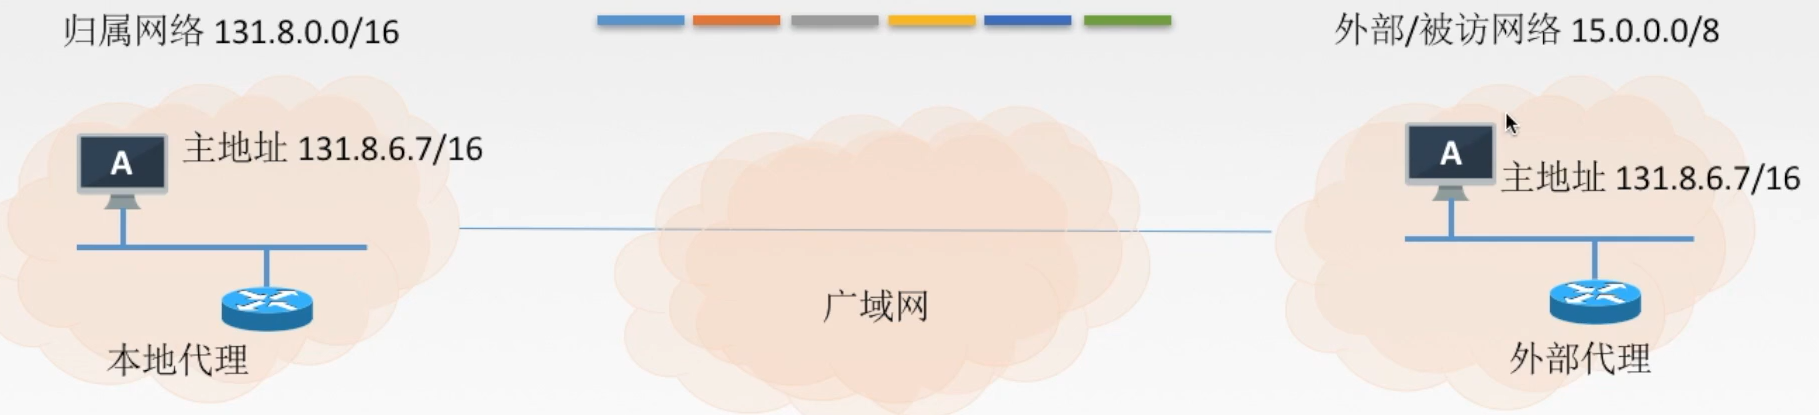 归属网络 131.8.0.0/16
外部/被访网络 15.0.0.0/8
A
主地址 131.8.6.7/16
A
主地址 131.8.6.7/16
广域网
本地代理
外部代理